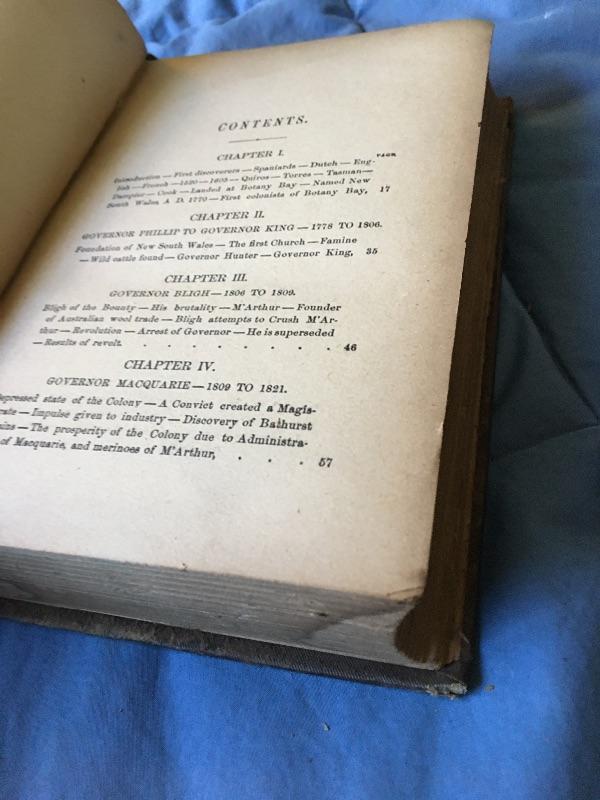 CONTENTS.
CHAPTER I.
PAGE
Introduction — First discoverers — Spaniards — Dutch — Eng-
lish — French — 1520 — 1605 — Quiros — Torres — Tasman —
Dampier — Cook — Landed at Botany Bay — Named New
South Wales A D. 1770 — First colonists of Botany Bay, 17
CHAPTER II.
GOVERNOR PHILLIP TO GOVERNOR KING — 1778 TO 1806.
Foundation of New South Wales — The first Church — Famine
— Wild cattle found — Governor Hunter — Governor King, 35
CHAPTER III.
GOVERNOR BLIGH — 1806 TO 1809.
Bligh of the Bounty — His brutality — M'Arthur — Founder
of Australian wool trade — Bligh attempts to Crush M'Ar-
thur — Revolution — Arrest of Governor — He is superseded
— Results of revolt. . . . . . . . 46
CHAPTER IV.
GOVERNOR MACQUARIE — 1809 TO 1821.
epressed state of the Colony — A Convict created a Magis-
rate — Impulse given to industry — Discovery of Bathurst
ains — The prosperity of the Colony due to Administra-
of Macquarie, and merinoes of M'Arthur, . . . 57